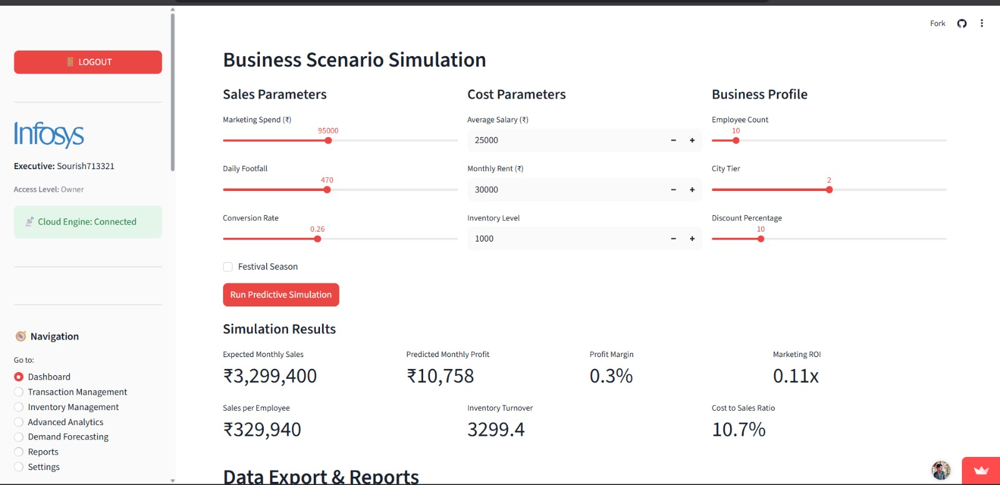 Fork
LOGOUT
Infosys
Executive: Sourish713321
Access Level: Owner
Cloud Engine: Connected
Navigation
Go to:
Dashboard
Transaction Management
Inventory Management
Advanced Analytics
Demand Forecasting
Reports
Settings
Business Scenario Simulation
Sales Parameters
Marketing Spend (₹)
95000
Daily Footfall
470
Conversion Rate
0.26
Festival Season
Run Predictive Simulation
Cost Parameters
Average Salary (₹)
25000
Monthly Rent (₹)
30000
Inventory Level
1000
Business Profile
Employee Count
10
City Tier
2
Discount Percentage
10
Simulation Results
Expected Monthly Sales
₹3,299,400
Predicted Monthly Profit
₹10,758
Profit Margin
0.3%
Marketing ROI
0.11x
Sales per Employee
₹329,940
Inventory Turnover
3299.4
Cost to Sales Ratio
10.7%
Data Export & Reports